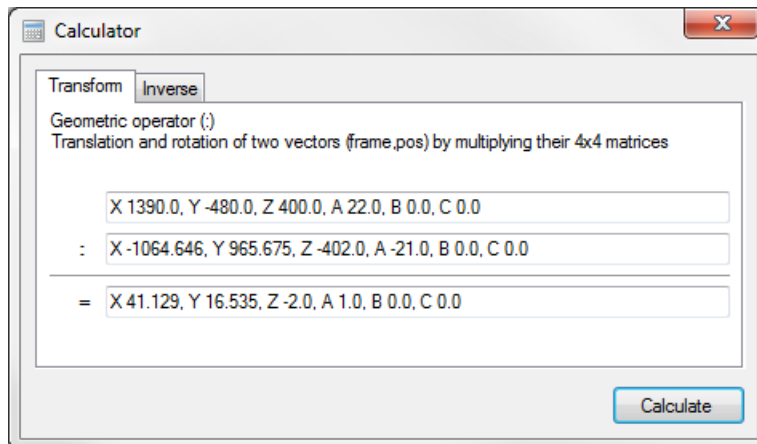 Calculator
Transform Inverse
Geometric operator (:)
Translation and rotation of two vectors (frame,pos) by multiplying their 4x4 matrices
X 1390.0, Y -480.0, Z 400.0, A 22.0, B 0.0, C 0.0
: X -1064.646, Y 965.675, Z -402.0, A -21.0, B 0.0, C 0.0
= X 41.129, Y 16.535, Z -2.0, A 1.0, B 0.0, C 0.0
Calculate